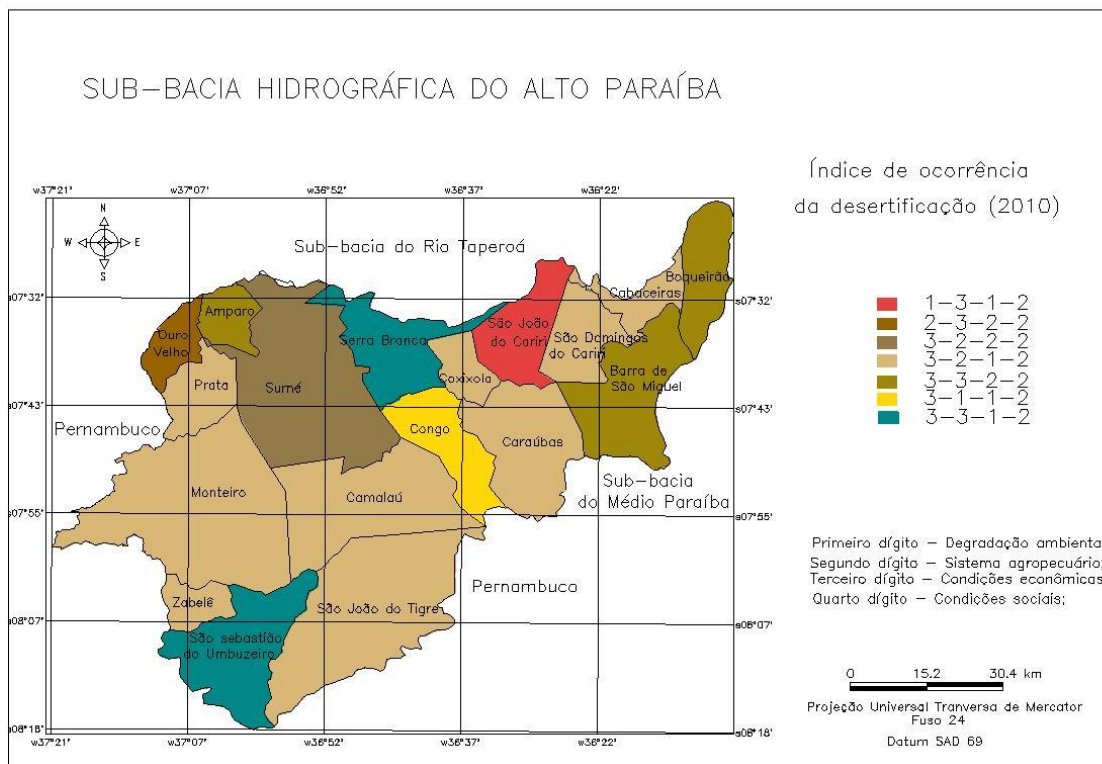 SUB-BACIA HIDROGRÁFICA DO ALTO PARAÍBA
Índice de ocorrência
da desertificação (2010)
w37°21'
w37°07'
w36°52'
w36°37'
w36°22'
N
W
E
S
Sub-bacia do Rio Taperoá
s07°32'
s07°32'
Boqueirão
Cabaceiras
Amparo
Ouro
Velho
Serra Branca
São João
do Cariri
São Domingos
do Cariri
Prata
Sumé
Coxixola
Barra de
São Miguel
s07°43'
s07°43'
Pernambuco
Congo
Caraúbas
Monteiro
Camalaú
Sub-bacia
do Médio Paraíba
s07°55'
s07°55'
Pernambuco
Zabelê
São João do Tigre
s08°07'
s08°07'
São sebastião
do Umbuzeiro
s08°18'
s08°18'
w37°21'
w37°07'
w36°52'
w36°37'
w36°22'
1-3-1-2
2-3-2-2
3-2-2-2
3-2-1-2
3-3-2-2
3-1-1-2
3-3-1-2
Primeiro dígito – Degradação ambienta
Segundo dígito – Sistema agropecuário;
Terceiro dígito – Condições econômicas
Quarto dígito – Condições sociais;
0 15.2 30.4 km
Projeção Universal Tranversa de Mercator
Fuso 24
Datum SAD 69